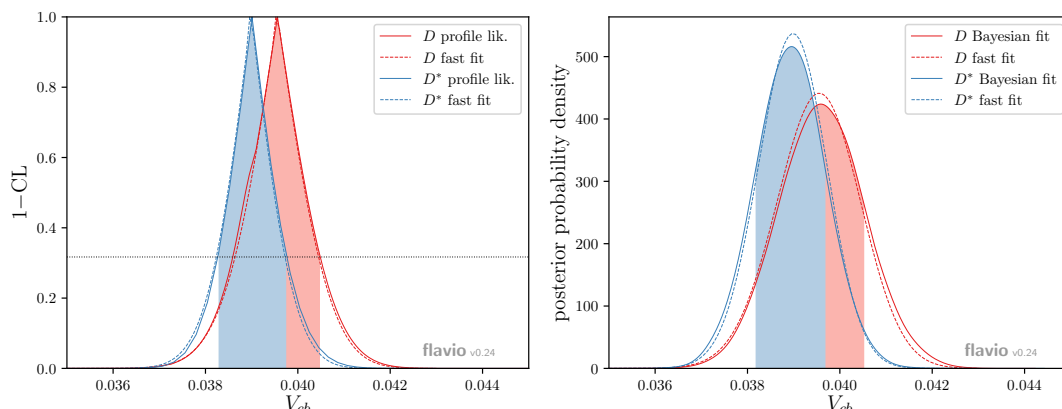 1.0
0.8
0.6
0.4
0.2
0.0
1−CL
D profile lik.
D fast fit
D* profile lik.
D* fast fit
flavio v0.24
0.036 0.038 0.040 0.042 0.044
V_cb
500
400
300
200
100
0
posterior probability density
D Bayesian fit
D fast fit
D* Bayesian fit
D* fast fit
flavio v0.24
0.036 0.038 0.040 0.042 0.044
V_cb